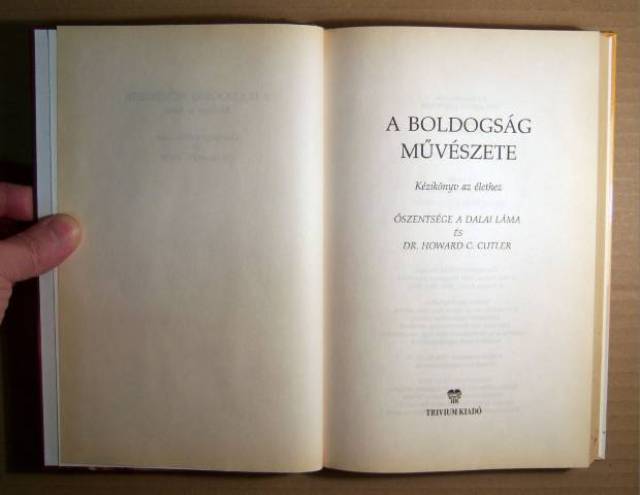 A BOLDOGSÁG
MŰVÉSZETE
Kézikönyv az élethez
ŐSZENTSÉGE A DALAI LÁMA
ÉS
DR. HOWARD C. CUTLER
TRIVIUM KIADÓ